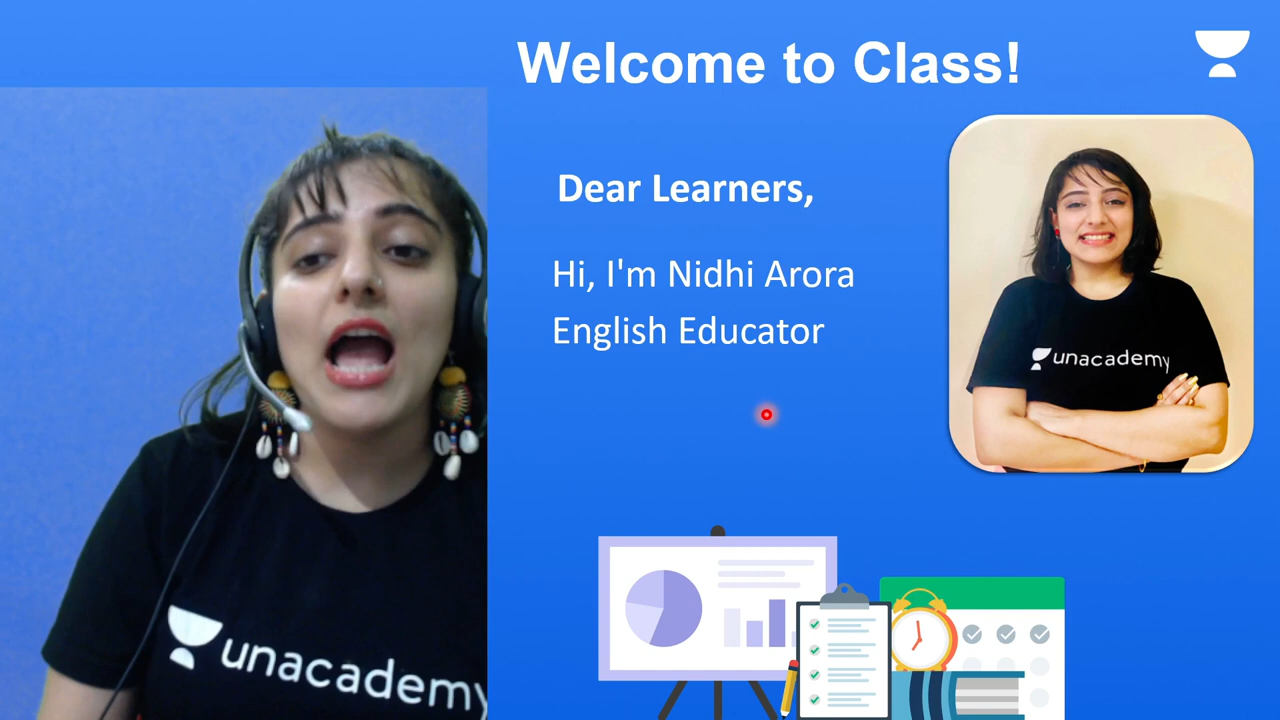 Welcome to Class!
Dear Learners,
Hi, I'm Nidhi Arora
English Educator
unacademy
unacademy